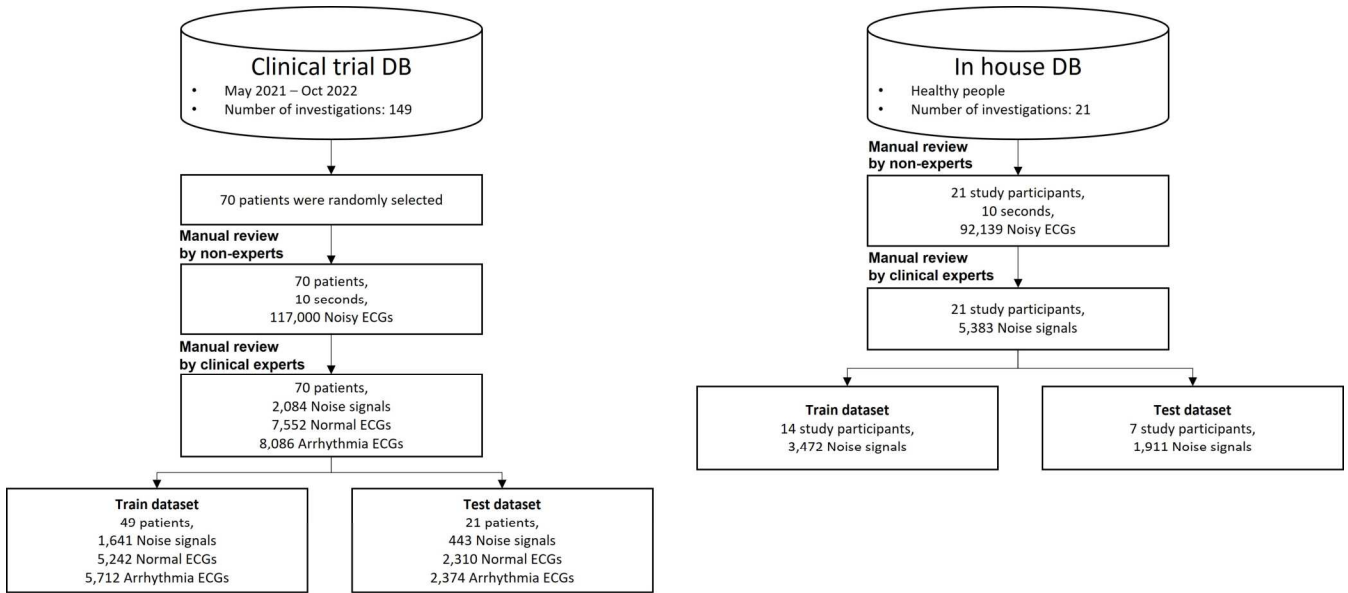 Clinical trial DB
• May 2021 – Oct 2022
• Number of investigations: 149
70 patients were randomly selected
Manual review
by non-experts
70 patients,
10 seconds,
117,000 Noisy ECGs
Manual review
by clinical experts
70 patients,
2,084 Noise signals
7,552 Normal ECGs
8,086 Arrhythmia ECGs
Train dataset
49 patients,
1,641 Noise signals
5,242 Normal ECGs
5,712 Arrhythmia ECGs
Test dataset
21 patients,
443 Noise signals
2,310 Normal ECGs
2,374 Arrhythmia ECGs
In house DB
• Healthy people
• Number of investigations: 21
Manual review
by non-experts
21 study participants,
10 seconds,
92,139 Noisy ECGs
Manual review
by clinical experts
21 study participants,
5,383 Noise signals
Train dataset
14 study participants,
3,472 Noise signals
Test dataset
7 study participants,
1,911 Noise signals